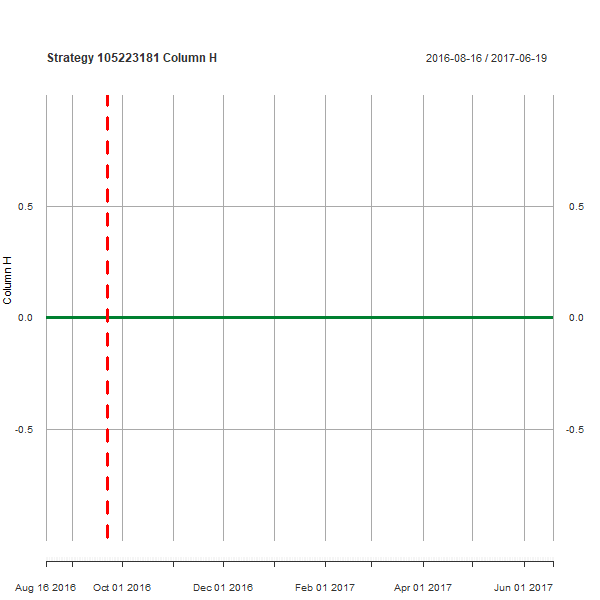 Strategy 105223181 Column H
2016-08-16 / 2017-06-19
0.5
0.5
Column H
0.0
0.0
-0.5
-0.5
Aug 16 2016
Oct 01 2016
Dec 01 2016
Feb 01 2017
Apr 01 2017
Jun 01 2017